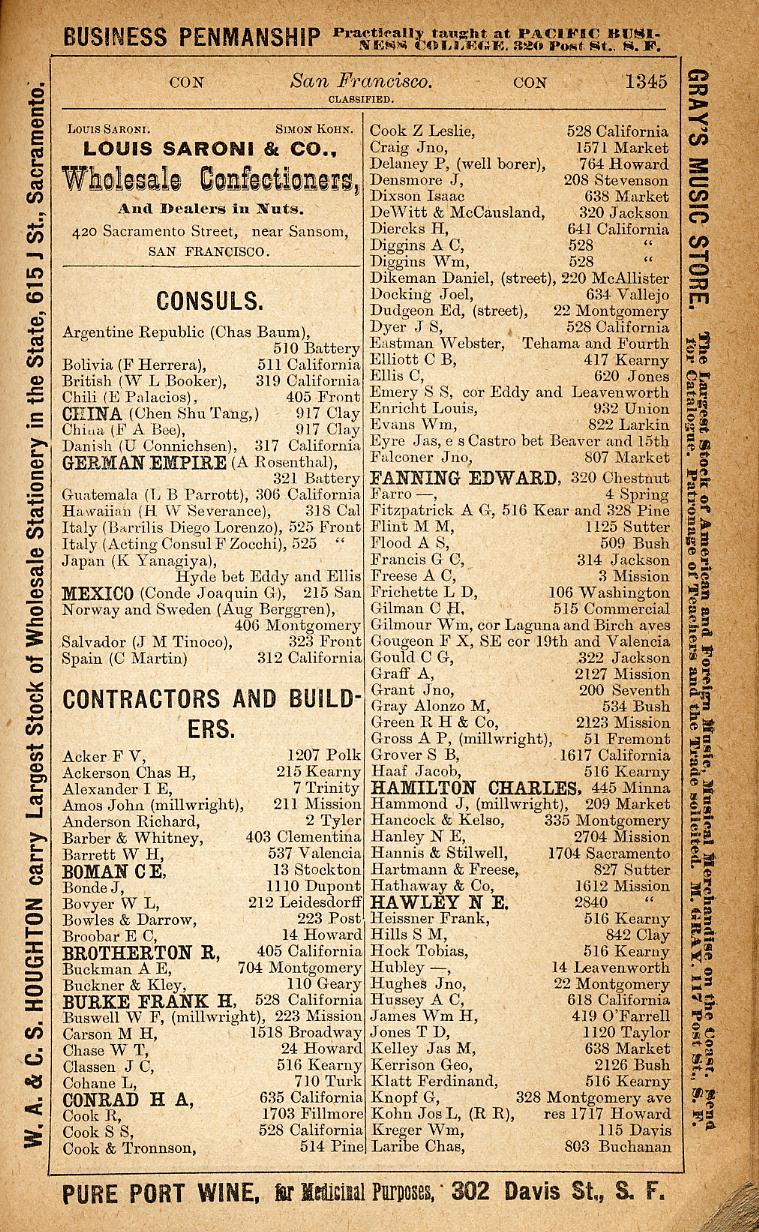 BUSINESS PENMANSHIP Practically taught at PACIFIC BUSI-
NESS COLLEGE, 320 Post St., S. F.
CON San Francisco. CON 1345
CLASSIFIED.
LOUIS SARONI. SIMON KOHN.
LOUIS SARONI & CO.,
Wholesale Confectioners,
And Dealers in Nuts.
420 Sacramento Street, near Sansom,
SAN FRANCISCO.
CONSULS.
Argentine Republic (Chas Baum),
510 Battery
Bolivia (F Herrera), 511 California
British (W L Booker), 319 California
Chili (E Palacios), 405 Front
CHINA (Chen Shu Tang,) 917 Clay
China (F A Bee), 917 Clay
Danish (U Connichsen), 317 California
GERMAN EMPIRE (A Rosenthal),
321 Battery
Guatemala (L B Parrott), 306 California
Hawaiian (H W Severance), 318 Cal
Italy (Barrilis Diego Lorenzo), 525 Front
Italy (Acting Consul F Zocchi), 525 “
Japan (K Yanagiya),
Hyde bet Eddy and Ellis
MEXICO (Conde Joaquin G), 215 San
Norway and Sweden (Aug Berggren),
406 Montgomery
Salvador (J M Tinoco), 323 Front
Spain (C Martin) 312 California
CONTRACTORS AND BUILD-
ERS.
Acker F V, 1207 Polk
Ackerson Chas H, 215 Kearny
Alexander I E, 7 Trinity
Amos John (millwright), 211 Mission
Anderson Richard, 2 Tyler
Barber & Whitney, 403 Clementina
Barrett W H, 537 Valencia
BOMAN C E, 13 Stockton
Bonde J, 1110 Dupont
Bovyer W L, 212 Leidesdorff
Bowles & Darrow, 223 Post
Broobar E C, 14 Howard
BROTHERTON R, 405 California
Buckman A E, 704 Montgomery
Buckner & Kley, 110 Geary
BURKE FRANK H, 528 California
Buswell W F, (millwright), 223 Mission
Carson M H, 1518 Broadway
Chase W T, 24 Howard
Classen J C, 516 Kearny
Cohane L, 710 Turk
CONRAD H A, 635 California
Cook R, 1703 Fillmore
Cook S S, 528 California
Cook & Tronnson, 514 Pine
Cook Z Leslie, 528 California
Craig Jno, 1571 Market
Delaney P, (well borer), 764 Howard
Densmore J, 208 Stevenson
Dixson Isaac 638 Market
DeWitt & McCausland, 320 Jackson
Diercks H, 641 California
Diggins A C, 528 “
Diggins Wm, 528 “
Dikeman Daniel, (street), 220 McAllister
Docking Joel, 634 Vallejo
Dudgeon Ed, (street), 22 Montgomery
Dyer J S, 528 California
Eastman Webster, Tehama and Fourth
Elliott C B, 417 Kearny
Ellis C, 620 Jones
Emery S S, cor Eddy and Leavenworth
Enricht Louis, 932 Union
Evans Wm, 822 Larkin
Eyre Jas, e s Castro bet Beaver and 15th
Falconer Jno, 807 Market
FANNING EDWARD, 320 Chestnut
Farro —, 4 Spring
Fitzpatrick A G, 516 Kear and 328 Pine
Flint M M, 1125 Sutter
Flood A S, 509 Bush
Francis G C, 314 Jackson
Freese A C, 3 Mission
Frichette L D, 106 Washington
Gilman C H, 515 Commercial
Gilmour Wm, cor Laguna and Birch aves
Gougeon F X, SE cor 19th and Valencia
Gould C G, 322 Jackson
Graff A, 2127 Mission
Grant Jno, 200 Seventh
Gray Alonzo M, 534 Bush
Green R H & Co, 2123 Mission
Gross A P, (millwright), 51 Fremont
Grover S B, 1617 California
Haaf Jacob, 516 Kearny
HAMILTON CHARLES, 445 Minna
Hammond J, (millwright), 209 Market
Hancock & Kelso, 335 Montgomery
Hanley N E, 2704 Mission
Hannis & Stilwell, 1704 Sacramento
Hartmann & Freese, 827 Sutter
Hathaway & Co, 1612 Mission
HAWLEY N E. 2840 “
Heissner Frank, 516 Kearny
Hills S M, 842 Clay
Hock Tobias, 516 Kearny
Hubley —, 14 Leavenworth
Hughes Jno, 22 Montgomery
Hussey A C, 618 California
James Wm H, 419 O'Farrell
Jones T D, 1120 Taylor
Kelley Jas M, 638 Market
Kerrison Geo, 2126 Bush
Klatt Ferdinand, 516 Kearny
Knopf G, 328 Montgomery ave
Kohn Jos L, (R R), res 1717 Howard
Kreger Wm, 115 Davis
Laribe Chas, 803 Buchanan
W. A. & C. S. HOUGHTON carry Largest Stock of Wholesale Stationery in the State, 615 J St., Sacramento.
GRAY'S MUSIC STORE. The Largest Stock of American and Foreign Music, Musical Merchandise on the Coast. Send
for Catalogue. Patronage of Teachers and the Trade solicited. M. GRAY, 117 Post St., S. F.
PURE PORT WINE, for Medicinal Purposes, 302 Davis St., S. F.